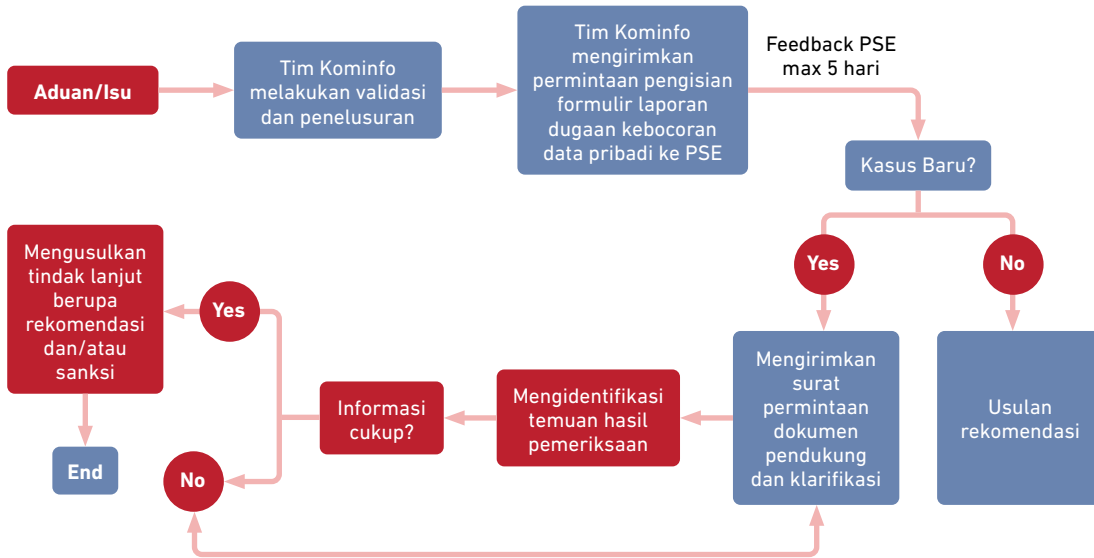 Aduan/Isu
Tim Kominfo
melakukan validasi
dan penelusuran
Tim Kominfo
mengirimkan
permintaan pengisian
formulir laporan
dugaan kebocoran
data pribadi ke PSE
Feedback PSE
max 5 hari
Kasus Baru?
Yes
No
Mengirimkan
surat
permintaan
dokumen
pendukung
dan klarifikasi
Usulan
rekomendasi
Mengidentifikasi
temuan hasil
pemeriksaan
Informasi
cukup?
Yes
No
Mengusulkan
tindak lanjut
berupa
rekomendasi
dan/atau
sanksi
End